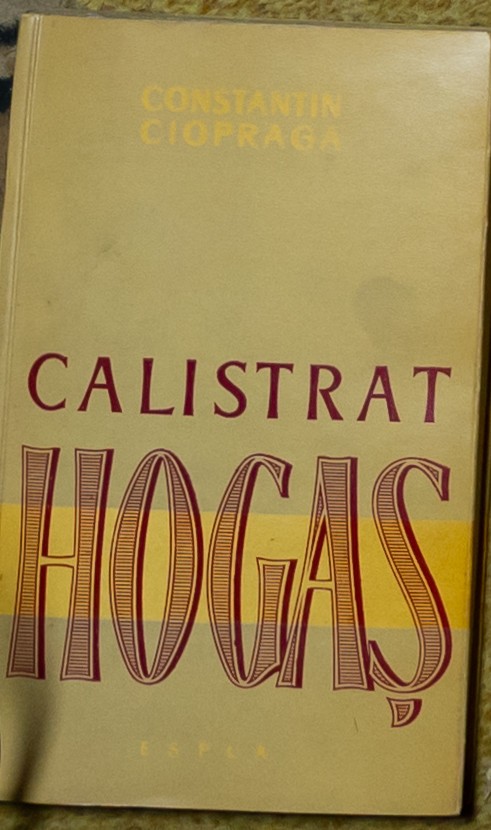 CONSTANTIN
CIOPRAGA
CALISTRAT
HOGAȘ
ESPLA